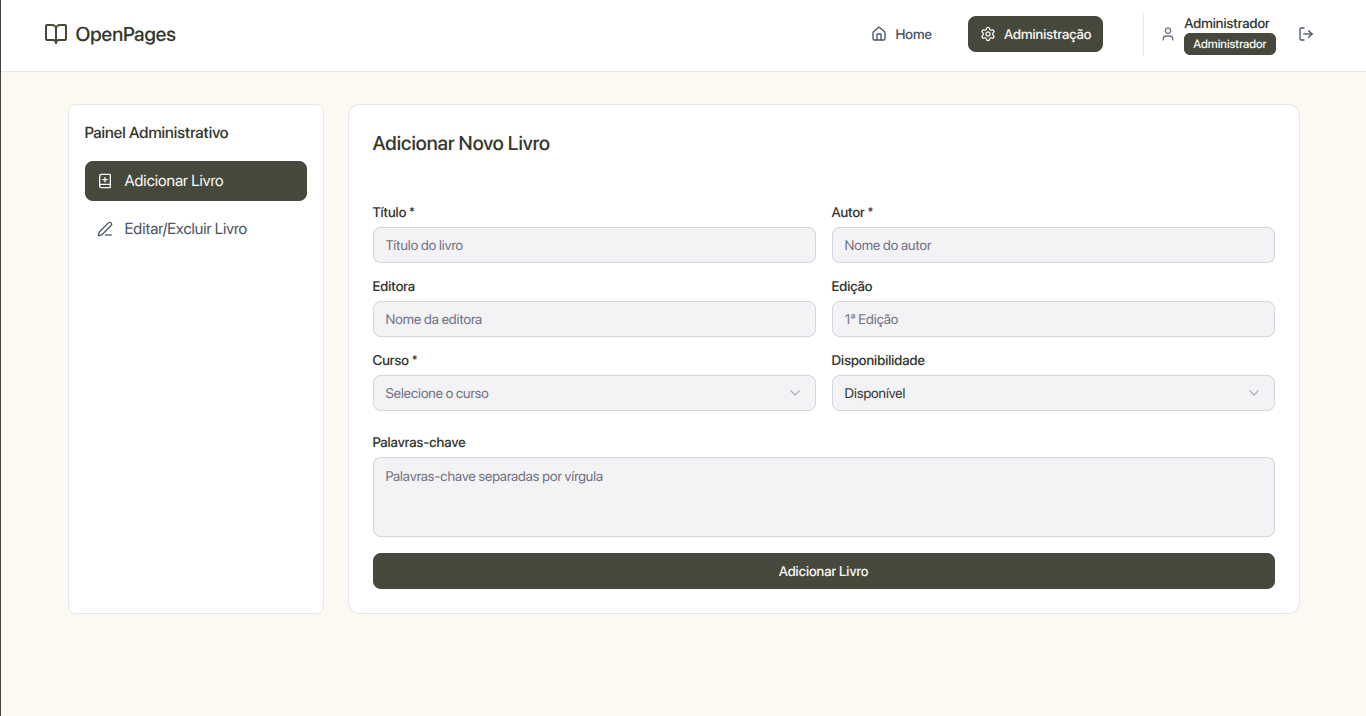 OpenPages
Home
Administração
Administrador
Administrador
Painel Administrativo
Adicionar Livro
Editar/Excluir Livro
Adicionar Novo Livro
Título *
Autor *
Título do livro
Nome do autor
Editora
Edição
Nome da editora
1ª Edição
Curso *
Disponibilidade
Selecione o curso
Disponível
Palavras-chave
Palavras-chave separadas por vírgula
Adicionar Livro